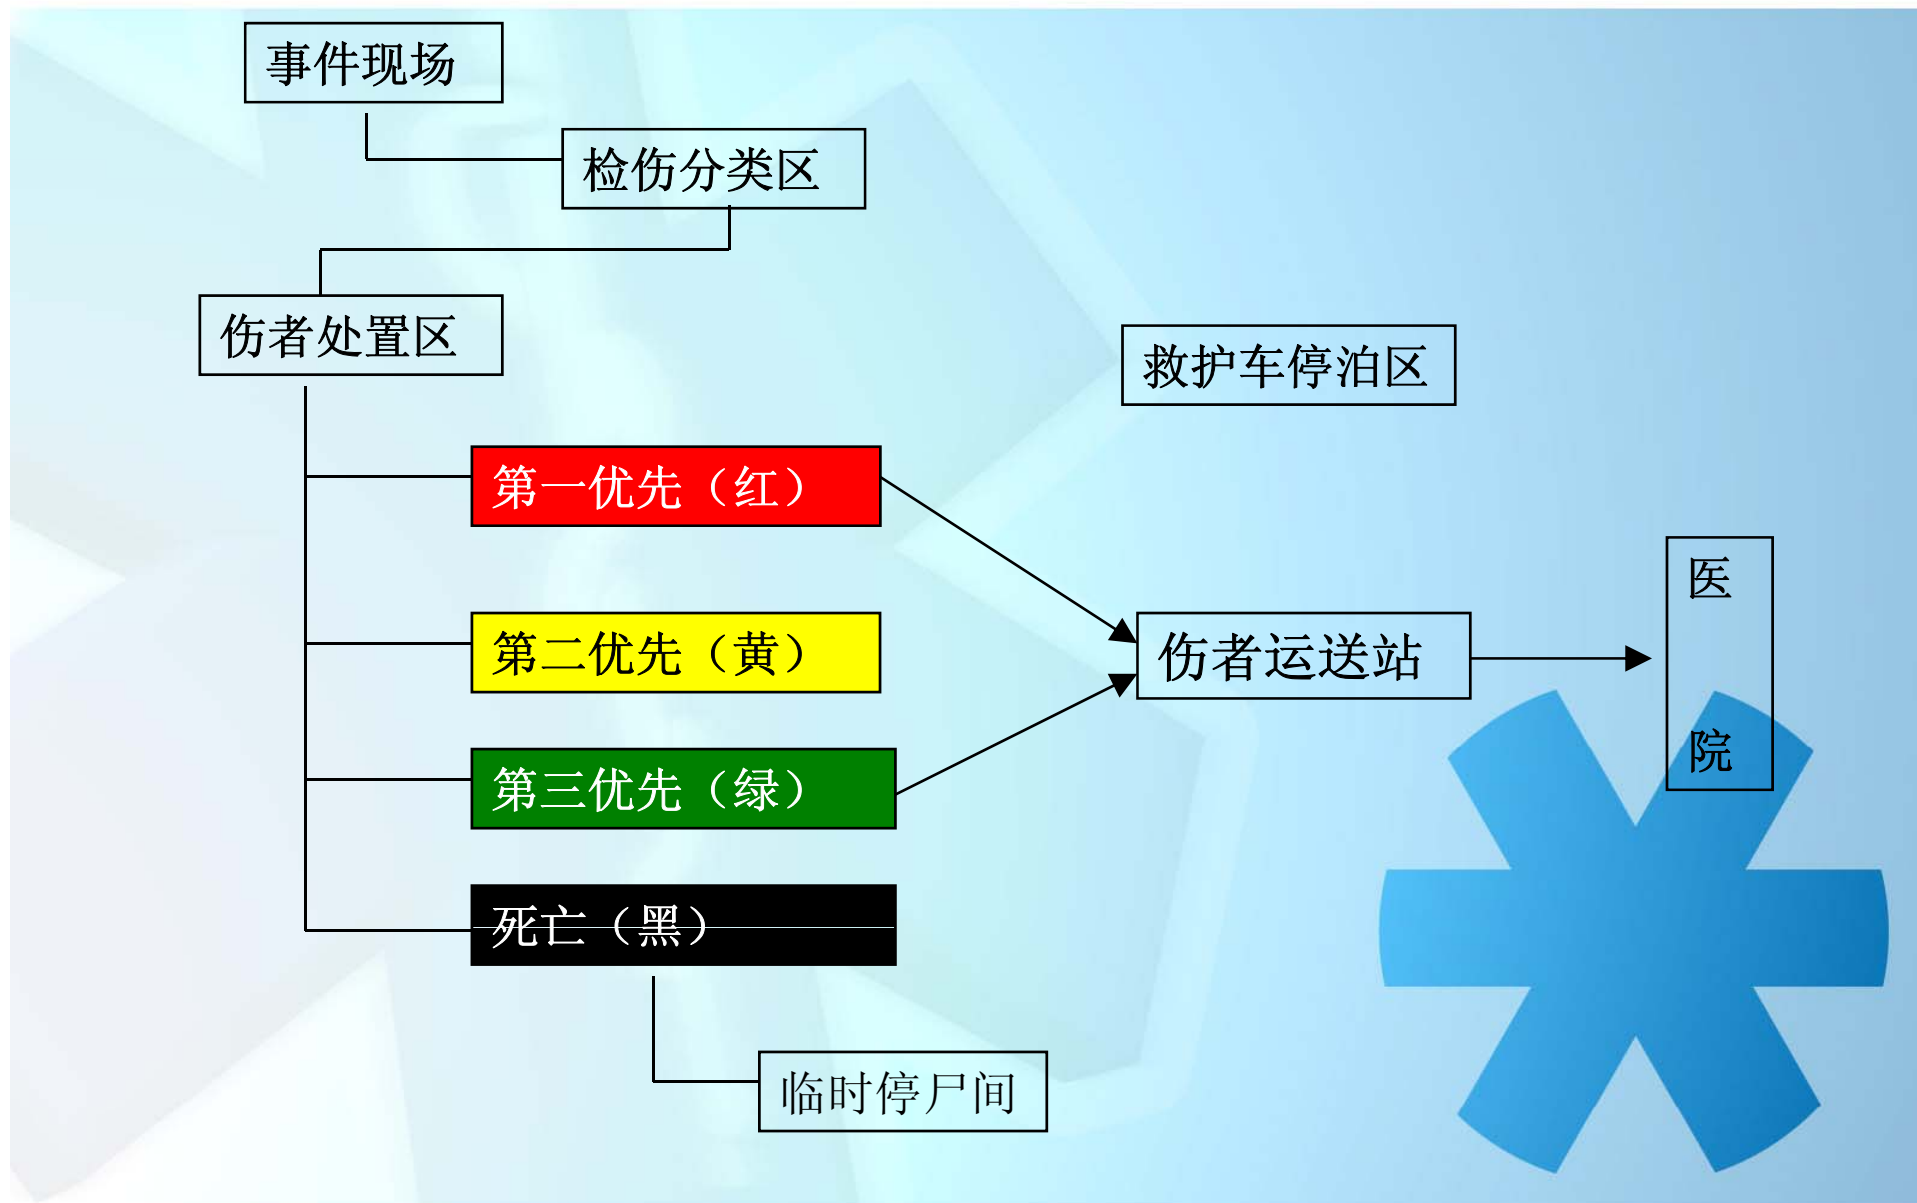 事件现场
检伤分类区
伤者处置区
救护车停泊区
第一优先（红）
第二优先（黄）
伤者运送站
医
院
第三优先（绿）
死亡（黑）
临时停尸间